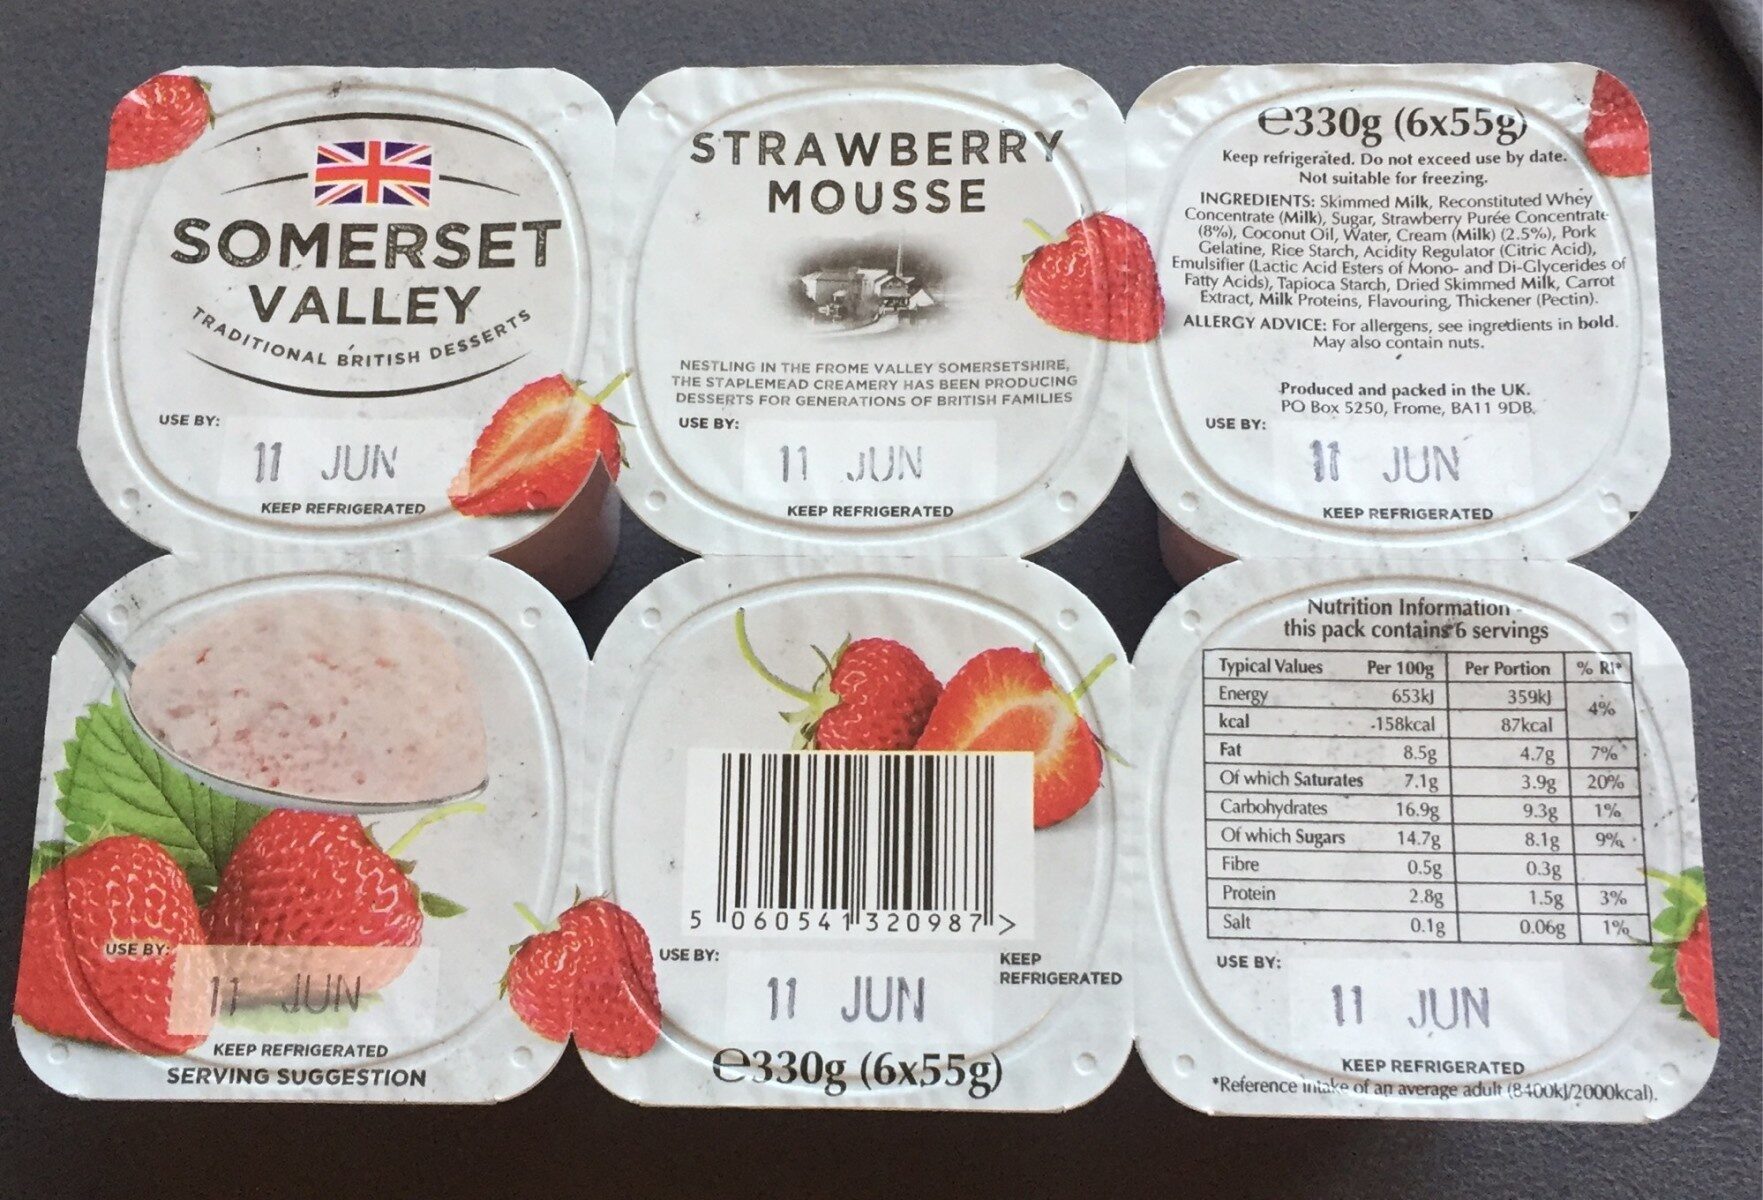 SOMERSET
VALLEY
TRADITIONAL BRITISH DESSERTS
USE BY:
11 JUN
KEEP REFRIGERATED
STRAWBERRY
MOUSSE
NESTLING IN THE FROME VALLEY SOMERSETSHIRE,
THE STAPLEMEAD CREAMERY HAS BEEN PRODUCING
DESSERTS FOR GENERATIONS OF BRITISH FAMILIES
USE BY:
11 JUN
KEEP REFRIGERATED
℮330g (6x55g)
Keep refrigerated. Do not exceed use by date.
Not suitable for freezing.
INGREDIENTS: Skimmed Milk, Reconstituted Whey
Concentrate (Milk), Sugar, Strawberry Purée Concentrate
(8%), Coconut Oil, Water, Cream (Milk) (2.5%), Pork
Gelatine, Rice Starch, Acidity Regulator (Citric Acid),
Emulsifier (Lactic Acid Esters of Mono- and Di-Glycerides of
Fatty Acids), Tapioca Starch, Dried Skimmed Milk, Carrot
Extract, Milk Proteins, Flavouring, Thickener (Pectin).
ALLERGY ADVICE: For allergens, see ingredients in bold.
May also contain nuts.
Produced and packed in the UK.
PO Box 5250, Frome, BA11 9DB.
USE BY:
11 JUN
KEEP REFRIGERATED
USE BY:
11 JUN
KEEP REFRIGERATED
SERVING SUGGESTION
5 060541 320987 >
USE BY:
11 JUN
KEEP
REFRIGERATED
℮330g (6x55g)
Nutrition Information -
this pack contains 6 servings
Typical Values Per 100g Per Portion % RI*
Energy 653kJ 359kJ 4%
kcal -158kcal 87kcal
Fat 8.5g 4.7g 7%
Of which Saturates 7.1g 3.9g 20%
Carbohydrates 16.9g 9.3g 1%
Of which Sugars 14.7g 8.1g 9%
Fibre 0.5g 0.3g
Protein 2.8g 1.5g 3%
Salt 0.1g 0.06g 1%
USE BY:
11 JUN
KEEP REFRIGERATED
*Reference intake of an average adult (8400kJ/2000kcal).